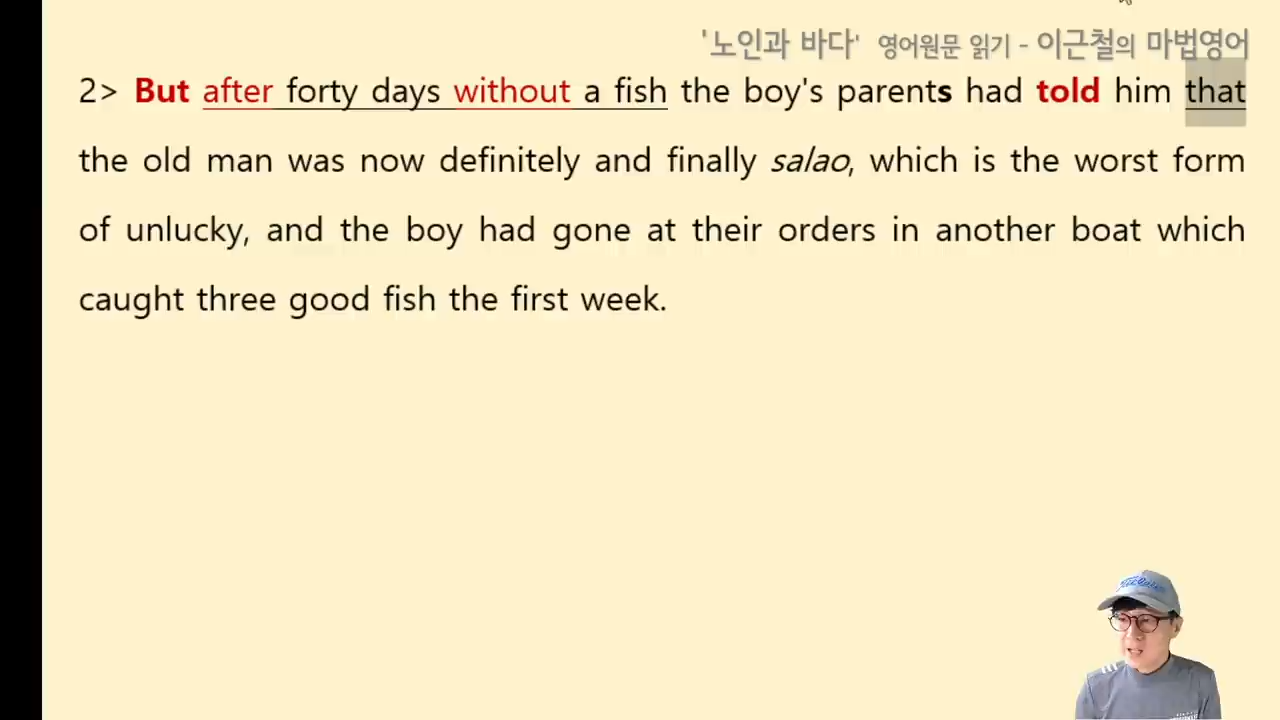 '노인과 바다' 영어원문 읽기 - 이근철의 마법영어
2> But after forty days without a fish the boy's parents had told him that
the old man was now definitely and finally salao, which is the worst form
of unlucky, and the boy had gone at their orders in another boat which
caught three good fish the first week.